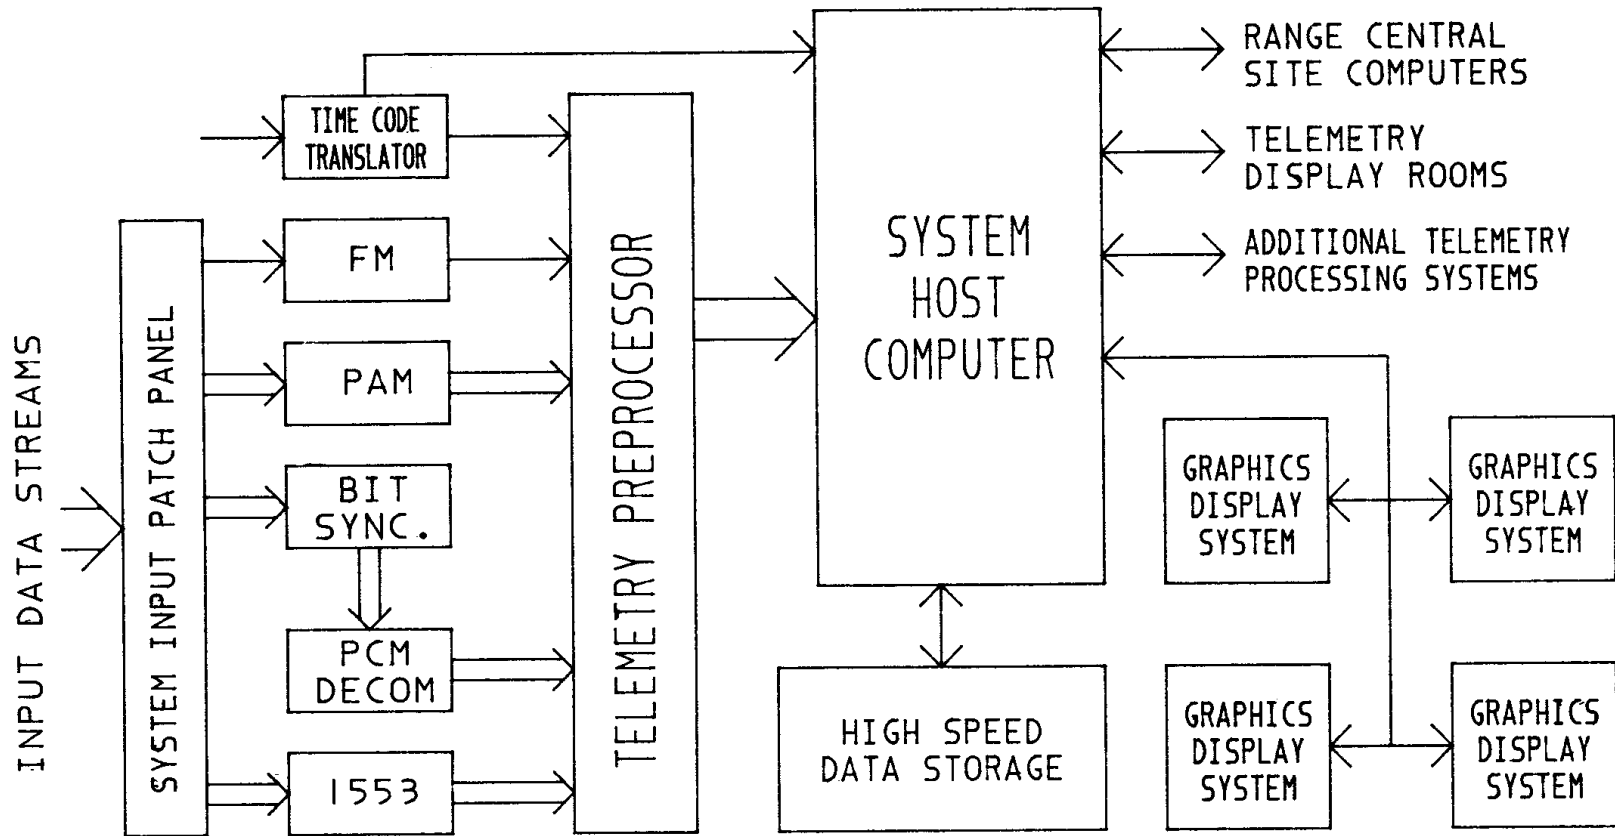 INPUT DATA STREAMS
SYSTEM INPUT PATCH PANEL
TIME CODE
TRANSLATOR
FM
PAM
BIT
SYNC.
PCM
DECOM
1553
TELEMETRY PREPROCESSOR
SYSTEM
HOST
COMPUTER
HIGH SPEED
DATA STORAGE
RANGE CENTRAL
SITE COMPUTERS
TELEMETRY
DISPLAY ROOMS
ADDITIONAL TELEMETRY
PROCESSING SYSTEMS
GRAPHICS
DISPLAY
SYSTEM
GRAPHICS
DISPLAY
SYSTEM
GRAPHICS
DISPLAY
SYSTEM
GRAPHICS
DISPLAY
SYSTEM